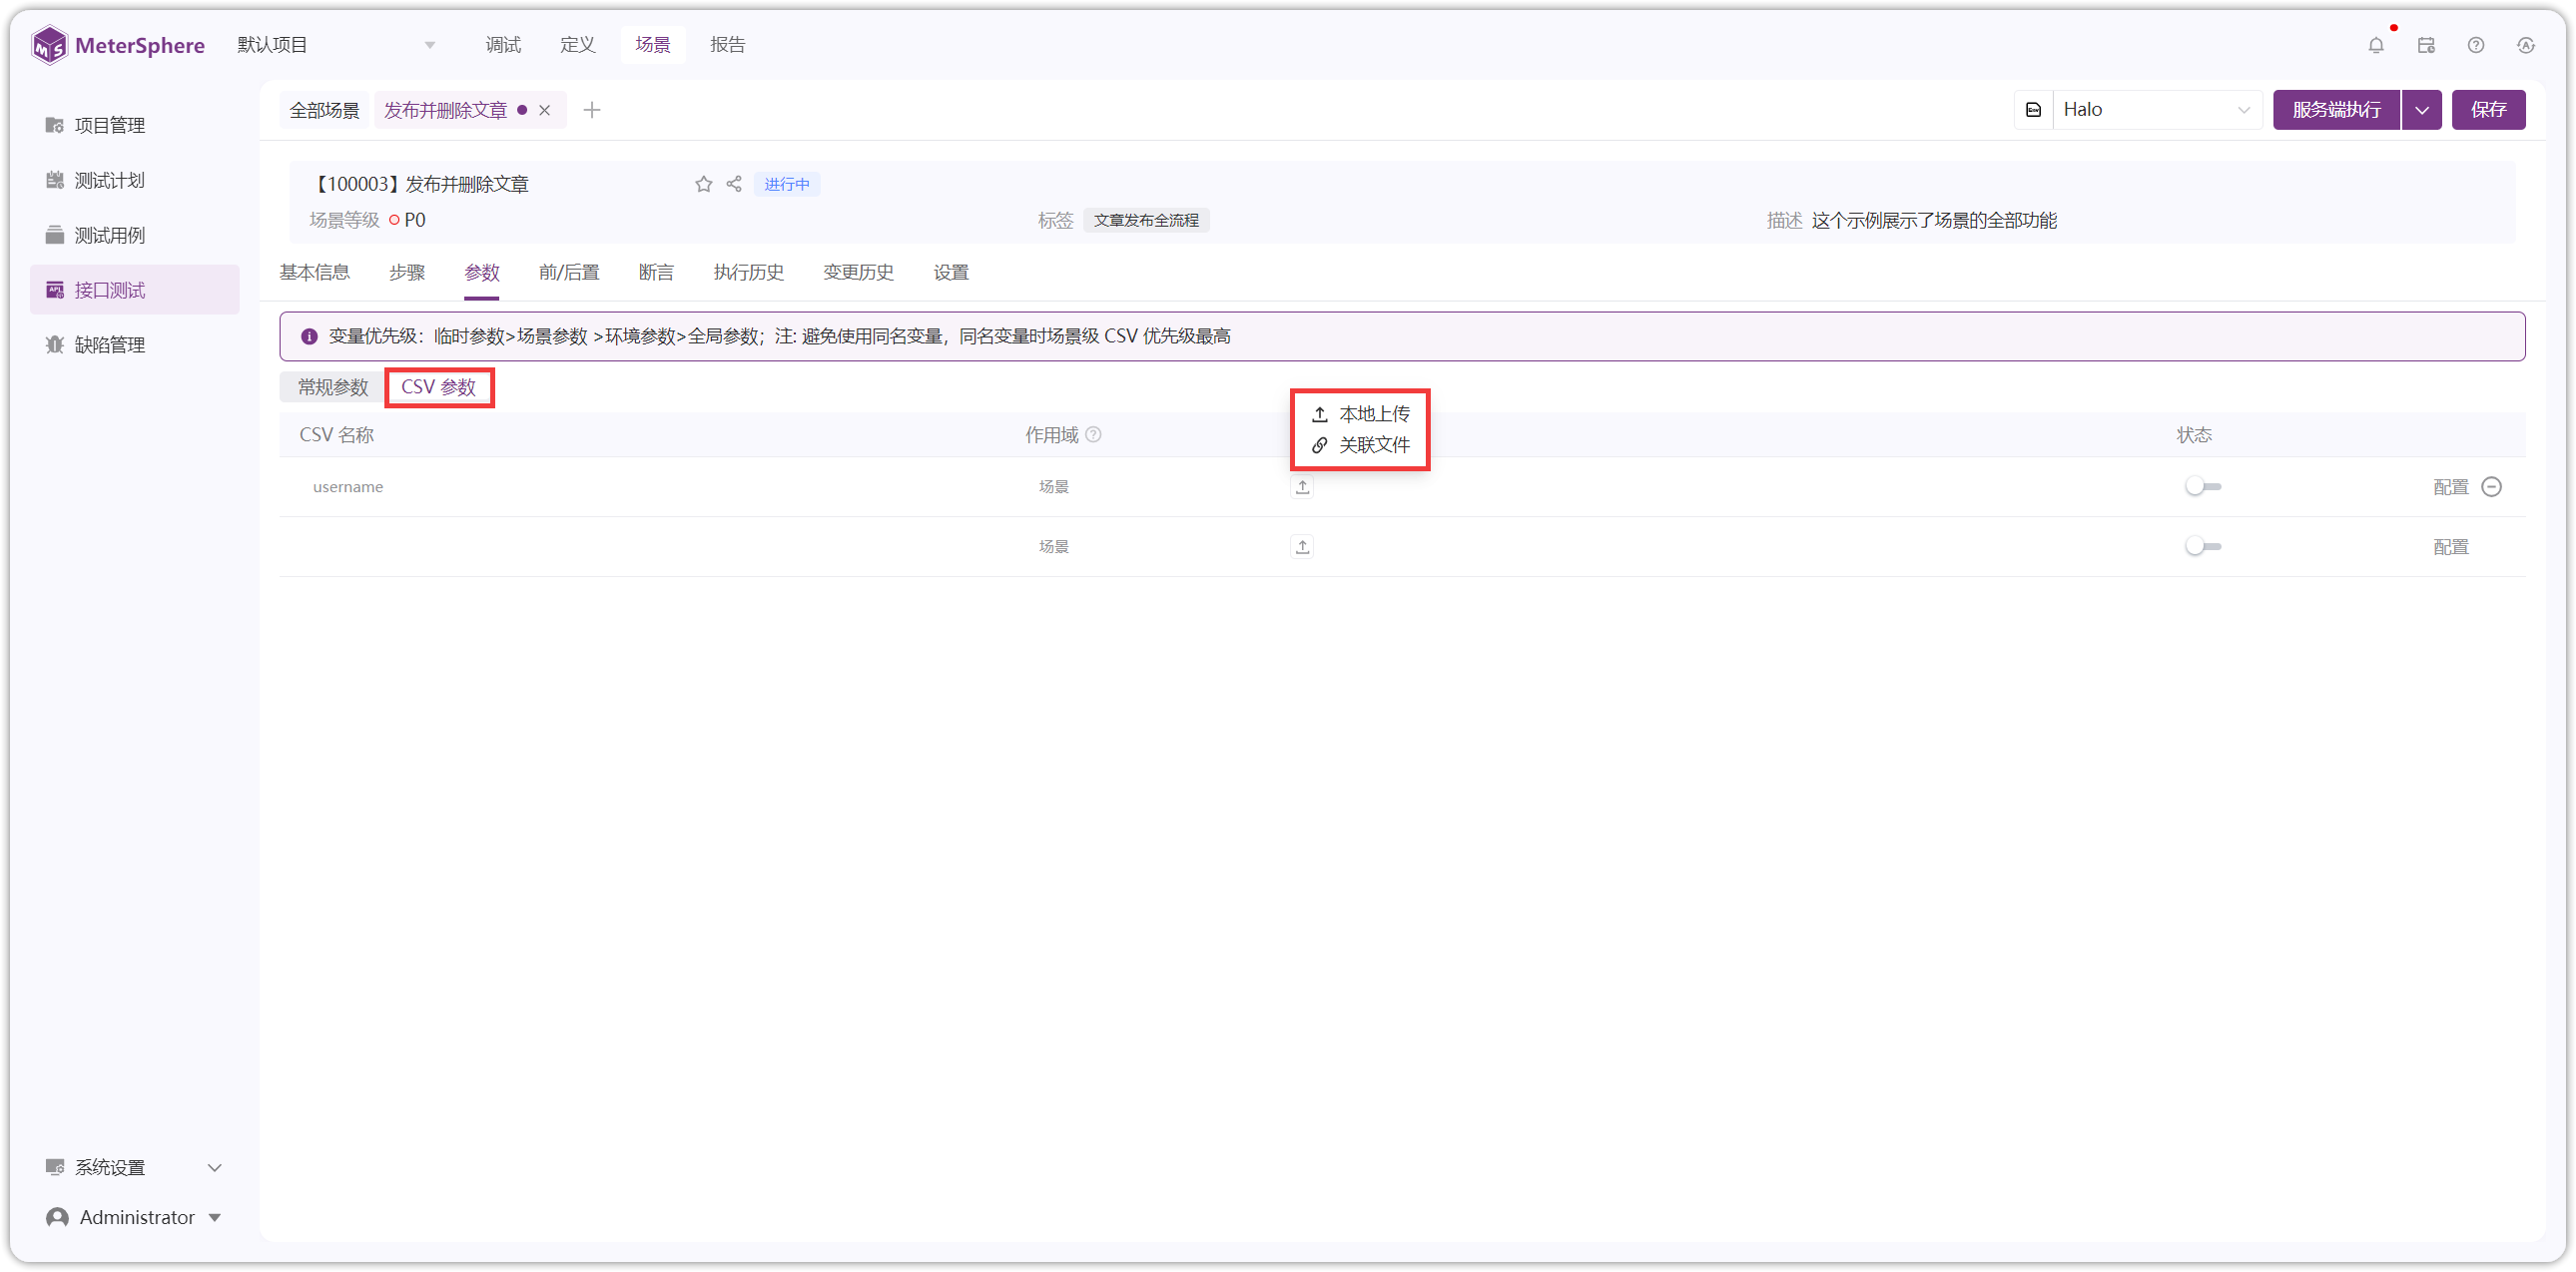 MeterSphere
默认项目
调试
定义
场景
报告
项目管理
测试计划
测试用例
接口测试
缺陷管理
系统设置
Administrator
全部场景
发布并删除文章
Halo
服务端执行
保存
【100003】发布并删除文章
进行中
场景等级 P0
标签 文章发布全流程
描述 这个示例展示了场景的全部功能
基本信息
步骤
参数
前/后置
断言
执行历史
变更历史
设置
变量优先级：临时参数>场景参数 >环境参数>全局参数；注: 避免使用同名变量，同名变量时场景级 CSV 优先级最高
常规参数
CSV 参数
本地上传
关联文件
CSV 名称
作用域
状态
username
场景
配置
场景
配置